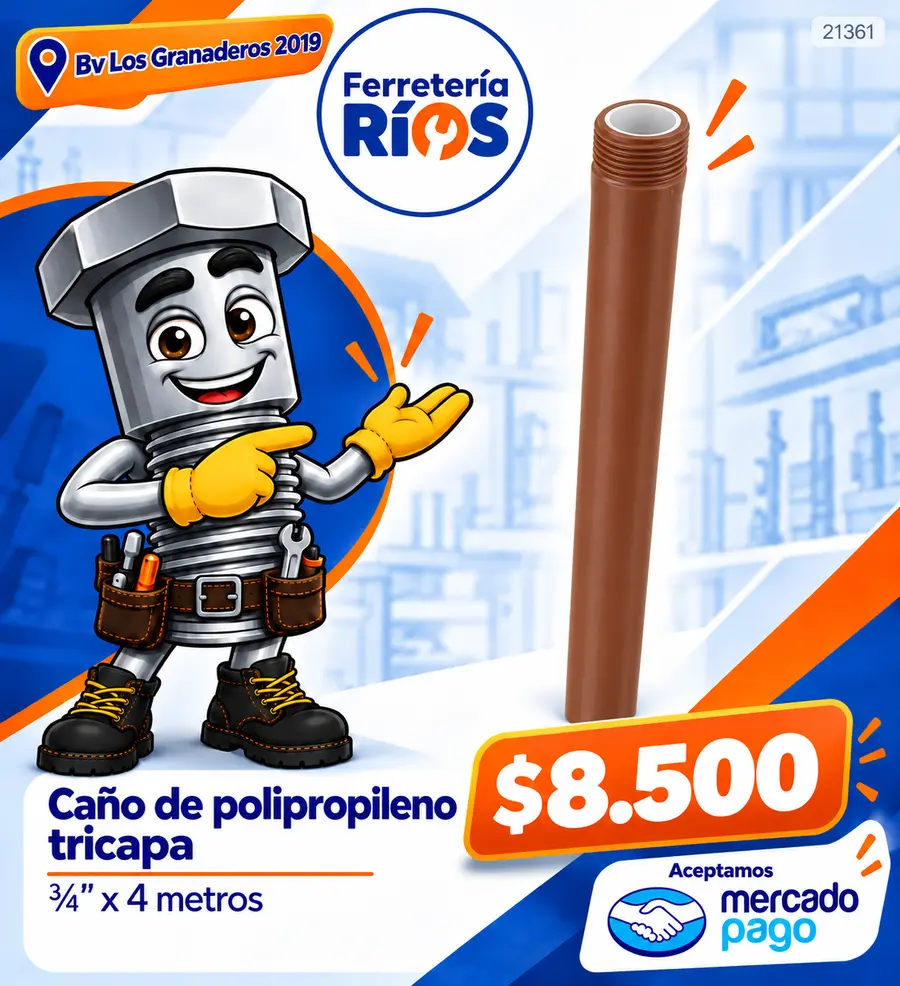 Bv Los Granaderos 2019
Ferretería
RÍOS
21361
$8.500
Caño de polipropileno
tricapa
¾” x 4 metros
Aceptamos
mercado
pago